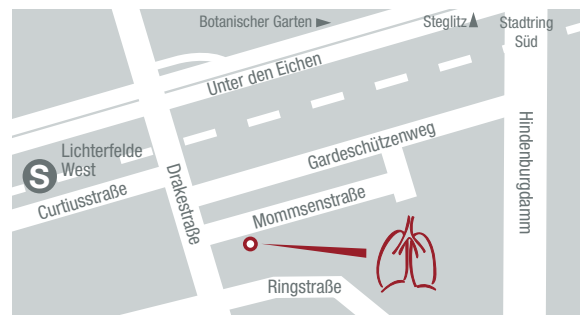 Botanischer Garten
Steglitz
Stadtring
Süd
Unter den Eichen
Lichterfelde
West
S
Gardeschützenweg
Hindenburgdamm
Drakestraße
Curtiusstraße
Mommsenstraße
Ringstraße